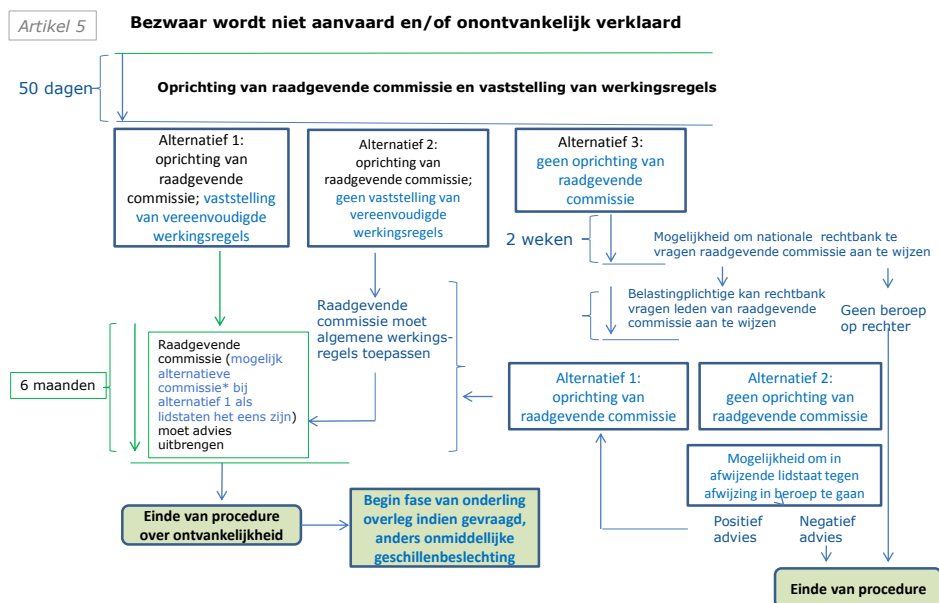 Artikel 5
Bezwaar wordt niet aanvaard en/of onontvankelijk verklaard
50 dagen
Oprichting van raadgevende commissie en vaststelling van werkingsregels
Alternatief 1:
oprichting van
raadgevende
commissie; vaststelling
van vereenvoudigde
werkingsregels
Alternatief 2:
oprichting van
raadgevende commissie;
geen vaststelling van
vereenvoudigde
werkingsregels
Alternatief 3:
geen oprichting van
raadgevende
commissie
2 weken
Mogelijkheid om nationale rechtbank te
vragen raadgevende commissie aan te wijzen
Belastingplichtige kan rechtbank
vragen leden van raadgevende
commissie aan te wijzen
Geen beroep
op rechter
Raadgevende
commissie moet
algemene werkings-
regels toepassen
6 maanden
Raadgevende
commissie (mogelijk
alternatieve
commissie* bij
alternatief 1 als
lidstaten het eens zijn)
moet advies
uitbrengen
Alternatief 1:
oprichting van
raadgevende commissie
Alternatief 2:
geen oprichting van
raadgevende commissie
Mogelijkheid om in
afwijzende lidstaat tegen
afwijzing in beroep te gaan
Positief
advies
Negatief
advies
Einde van procedure
over ontvankelijkheid
Begin fase van onderling
overleg indien gevraagd,
anders onmiddellijke
geschillenbeslechting
Einde van procedure